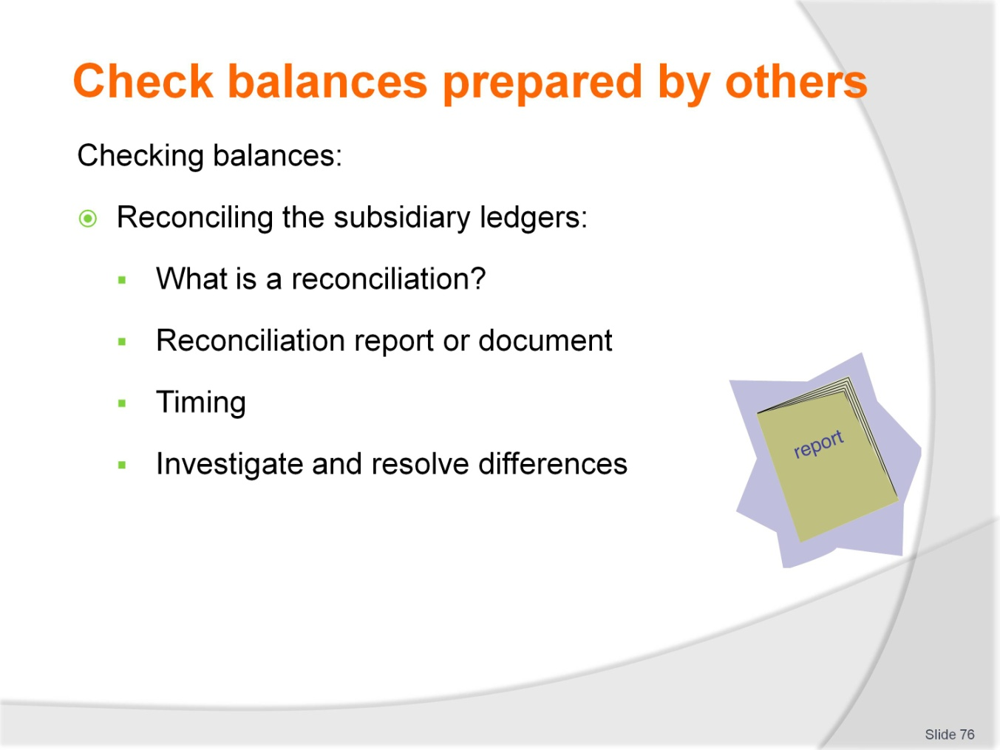 Check balances prepared by others
Checking balances:
Reconciling the subsidiary ledgers:
What is a reconciliation?
Reconciliation report or document
Timing
Investigate and resolve differences
report
Slide 76